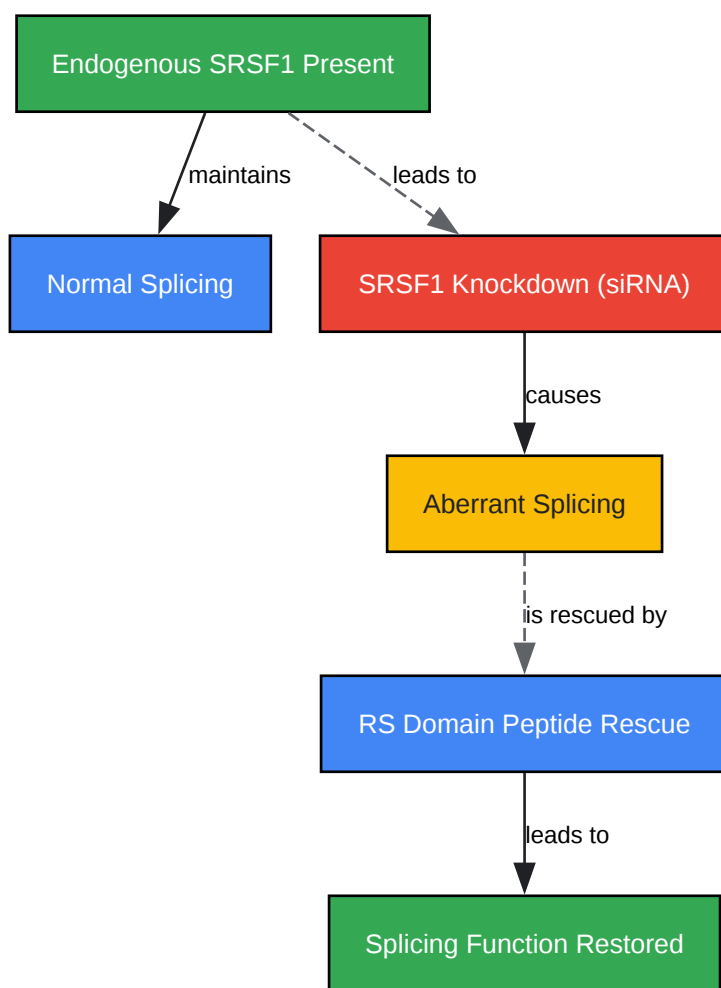 Endogenous SRSF1 Present
maintains
leads to
Normal Splicing
SRSF1 Knockdown (siRNA)
causes
Aberrant Splicing
is rescued by
RS Domain Peptide Rescue
leads to
Splicing Function Restored